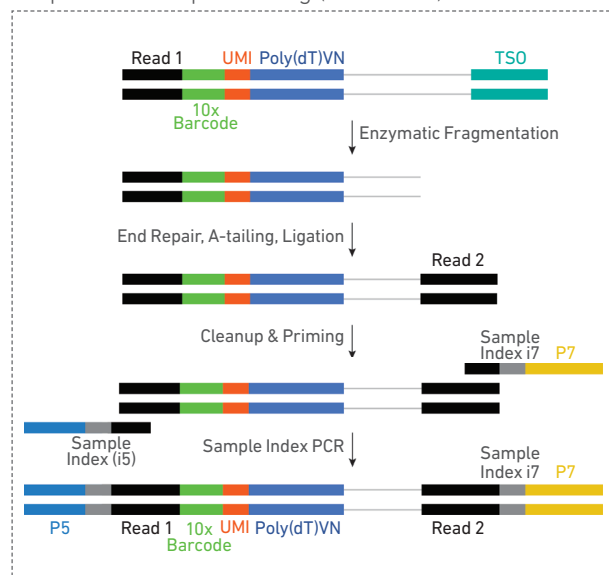 Read 1 UMI Poly(dT)VN TSO
10x
Barcode
Enzymatic Fragmentation
End Repair, A-tailing, Ligation
Read 2
Cleanup & Priming
Sample
Index i7 P7
Sample
Index (i5)
Sample Index PCR
Sample
Index i7 P7
P5 Read 1 10x UMI Poly(dT)VN Read 2
Barcode